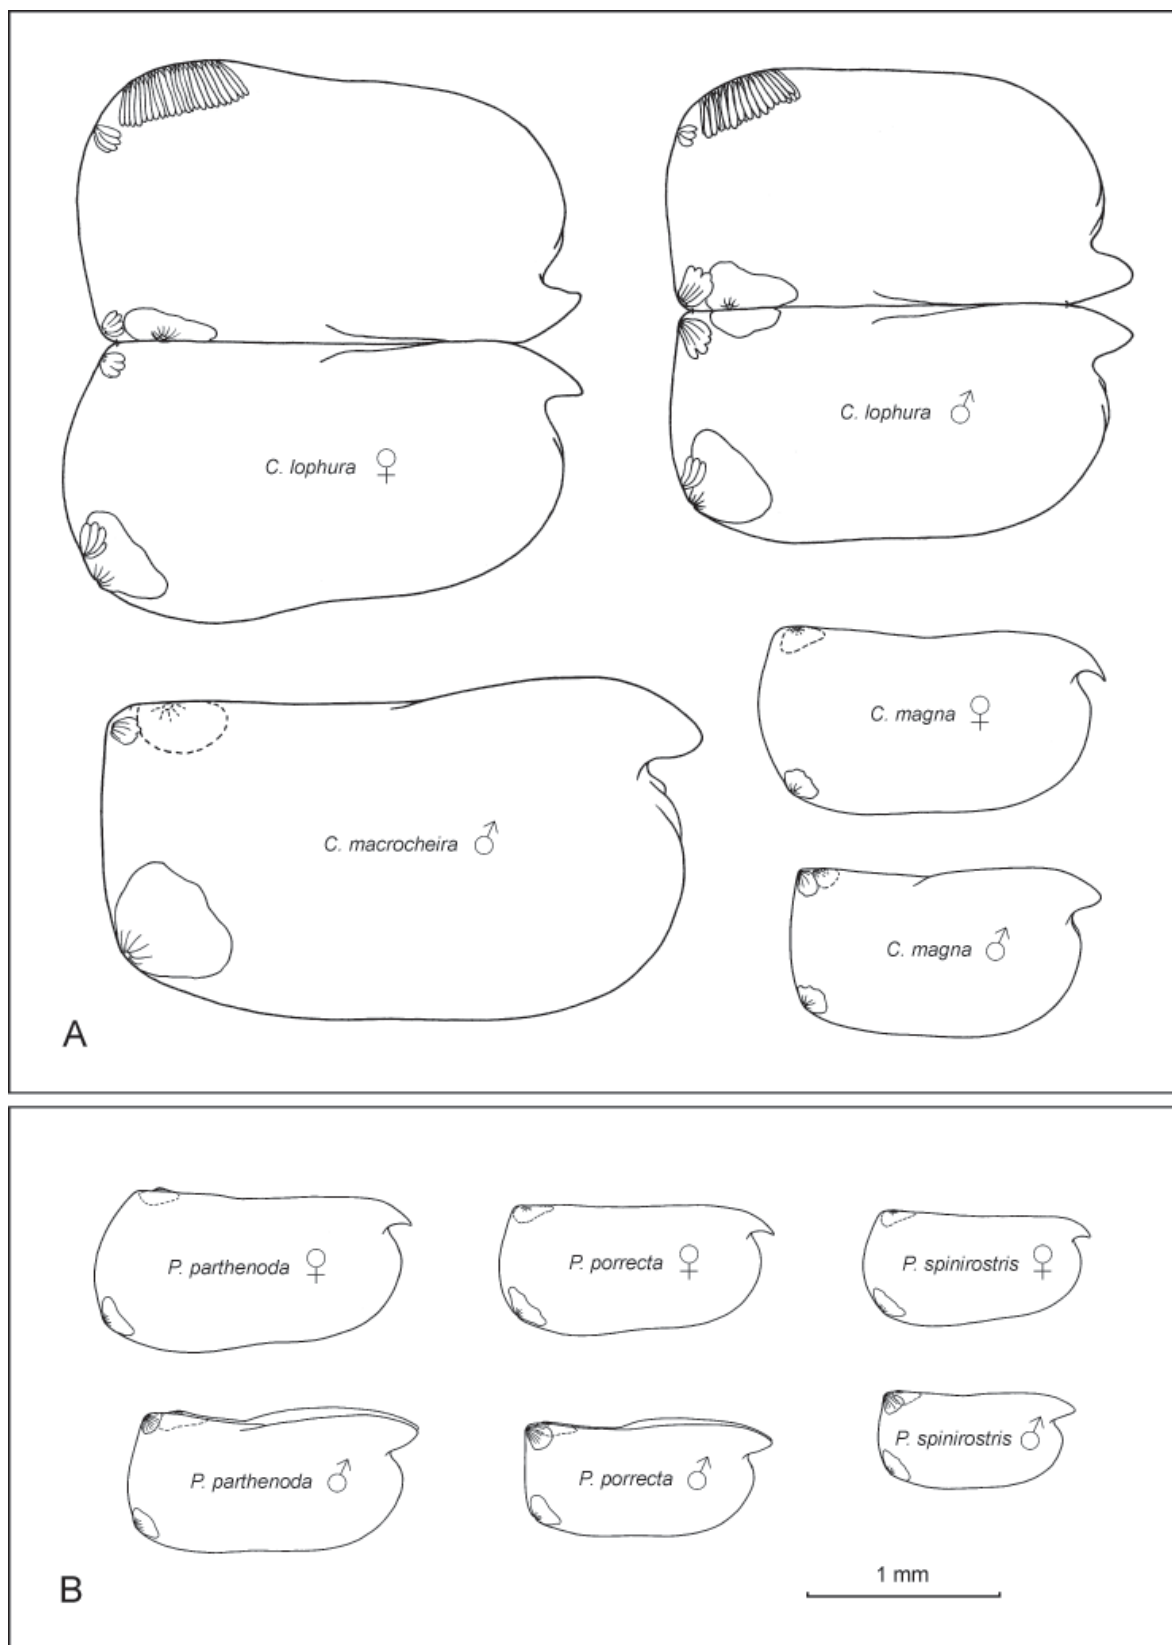 C. lophura ♀
C. lophura ♂
C. magna ♀
C. macrocheira ♂
C. magna ♂
A
P. parthenoda ♀
P. porrecta ♀
P. spinirostris ♀
P. parthenoda ♂
P. porrecta ♂
P. spinirostris ♂
B
1 mm